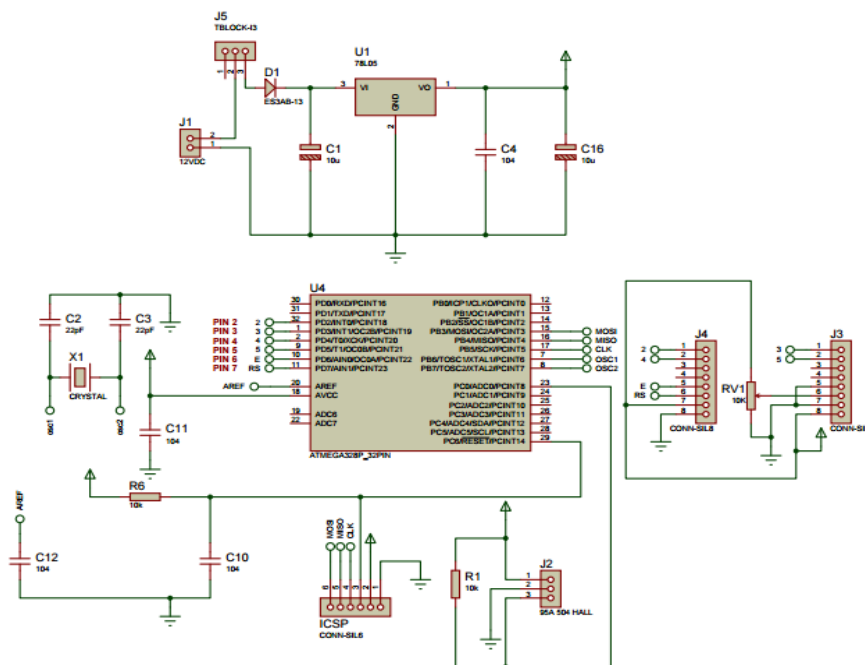 J5
TBLOCK-I3
1 2 3
D1
ES3AB-13
U1
78L05
3 VI VO 1
GND
2
J1
2
1
12VDC
C1
10u
C4
104
C16
10u
U4
30 PD0/RXD/PCINT16 PB0/ICP1/CLKO/PCINT0 12
31 PD1/TXD/PCINT17 PB1/OC1A/PCINT1 13
PIN 2 2 32 PD2/INT0/PCINT18 PB2/SS/OC1B/PCINT2 14
PIN 3 3 1 PD3/INT1/OC2B/PCINT19 PB3/MOSI/OC2A/PCINT3 15 MOSI
PIN 4 4 2 PD4/T0/XCK/PCINT20 PB4/MISO/PCINT4 16 MISO
PIN 5 5 9 PD5/T1/OC0B/PCINT21 PB5/SCK/PCINT5 17 CLK
PIN 6 E 10 PD6/AIN0/OC0A/PCINT22 PB6/TOSC1/XTAL1/PCINT6 7 OSC1
PIN 7 RS 11 PD7/AIN1/PCINT23 PB7/TOSC2/XTAL2/PCINT7 8 OSC2
AREF 20 AREF PC0/ADC0/PCINT8 23
18 AVCC PC1/ADC1/PCINT9 24
PC2/ADC2/PCINT10 25
19 ADC6 PC3/ADC3/PCINT11 26
22 ADC7 PC4/ADC4/SDA/PCINT12 27
PC5/ADC5/SCL/PCINT13 28
PC6/RESET/PCINT14 29
ATMEGA328P_32PIN
C2
22pF
C3
22pF
X1
CRYSTAL
osc1
osc2
C11
104
R6
10k
AREF
C12
104
C10
104
MOSI
MISO
CLK
6 5 4 3 2 1
ICSP
CONN-SIL6
R1
10k
J2
1
2
3
95A 504 HALL
J4
2 1
4 2
3
4
E 5
RS 6
7
8
CONN-SIL8
RV1
10K
J3
3 1
5 2
3
4
5
6
7
8
CONN-SIL